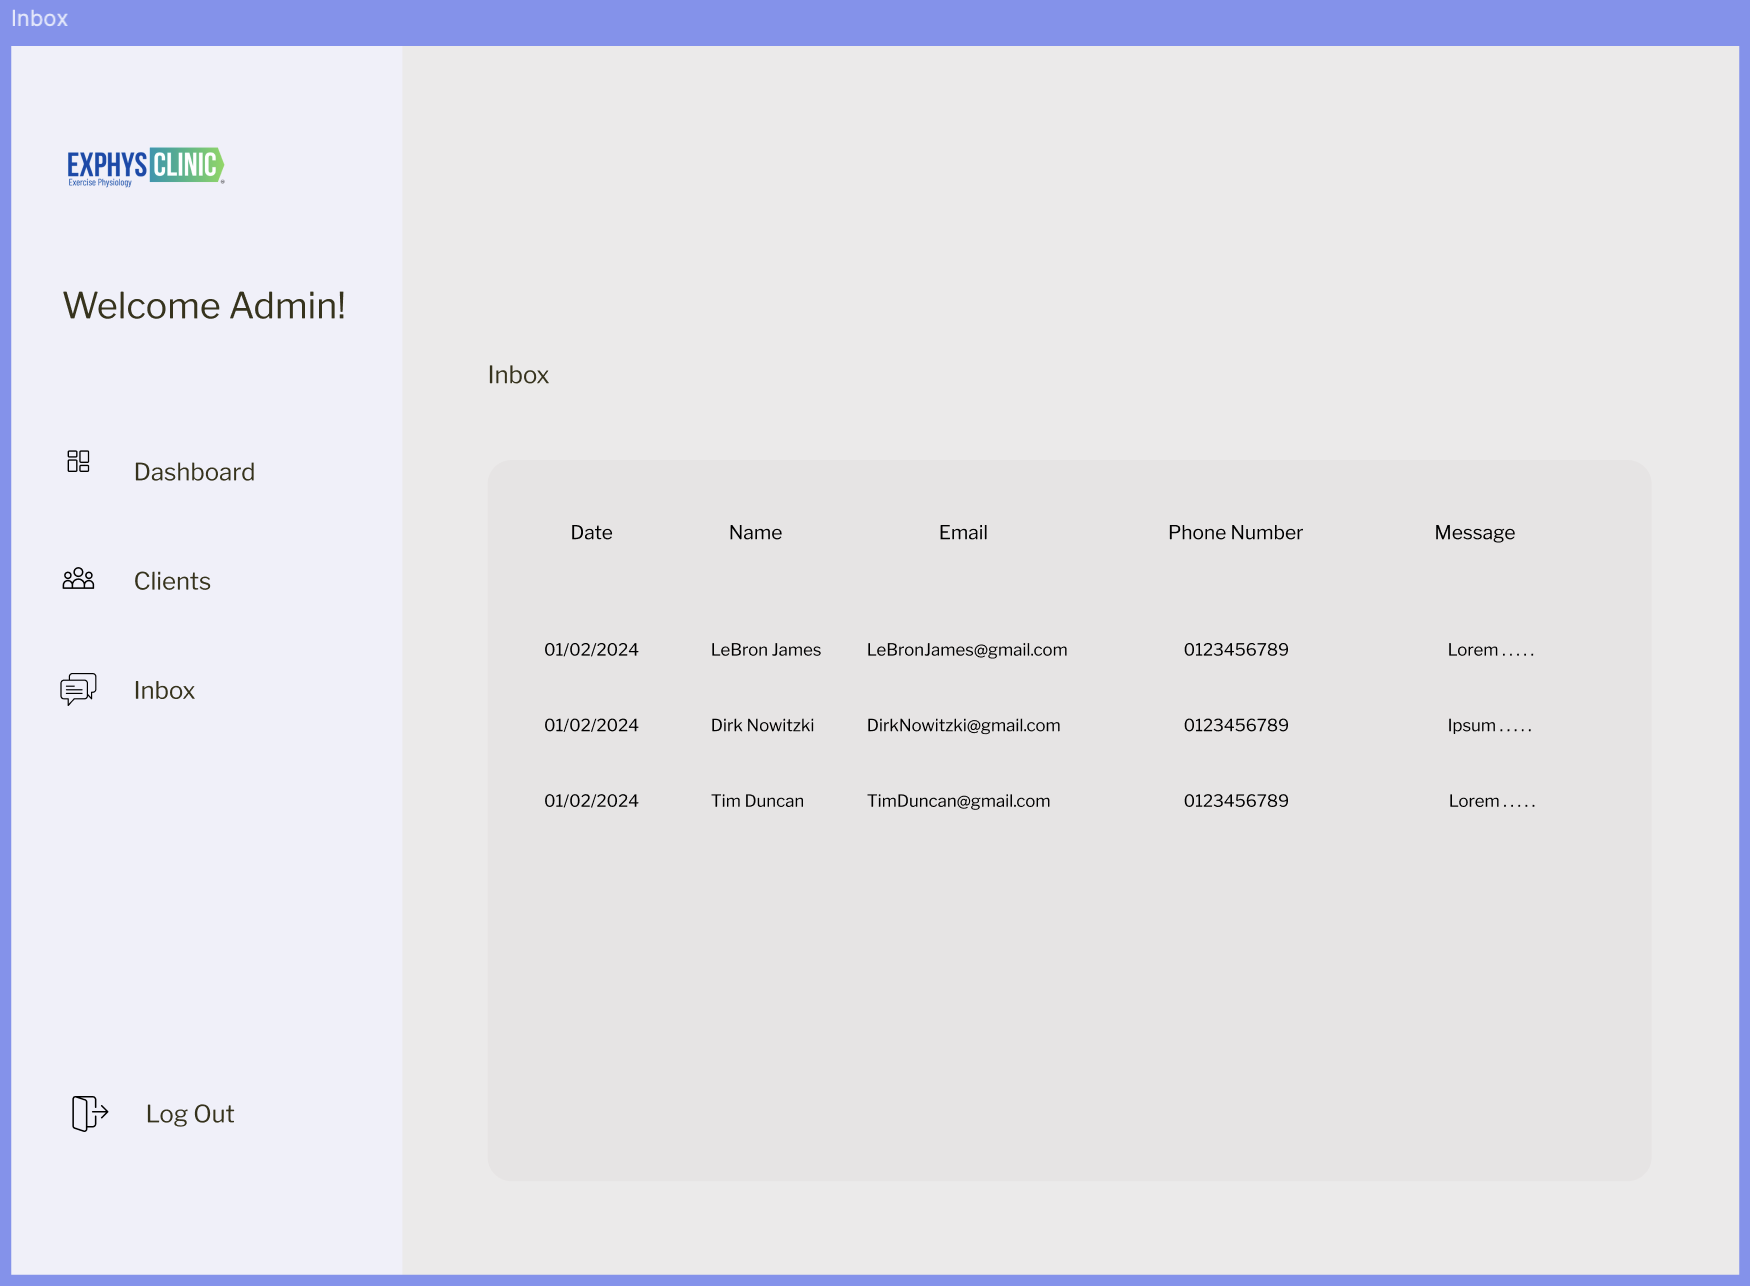 Inbox
EXPHYS CLINIC
Exercise Physiology ®
Welcome Admin!
Dashboard
Clients
Inbox
Log Out
Inbox
Date Name Email Phone Number Message
01/02/2024 LeBron James LeBronJames@gmail.com 0123456789 Lorem . . . . .
01/02/2024 Dirk Nowitzki DirkNowitzki@gmail.com 0123456789 Ipsum . . . . .
01/02/2024 Tim Duncan TimDuncan@gmail.com 0123456789 Lorem . . . . .